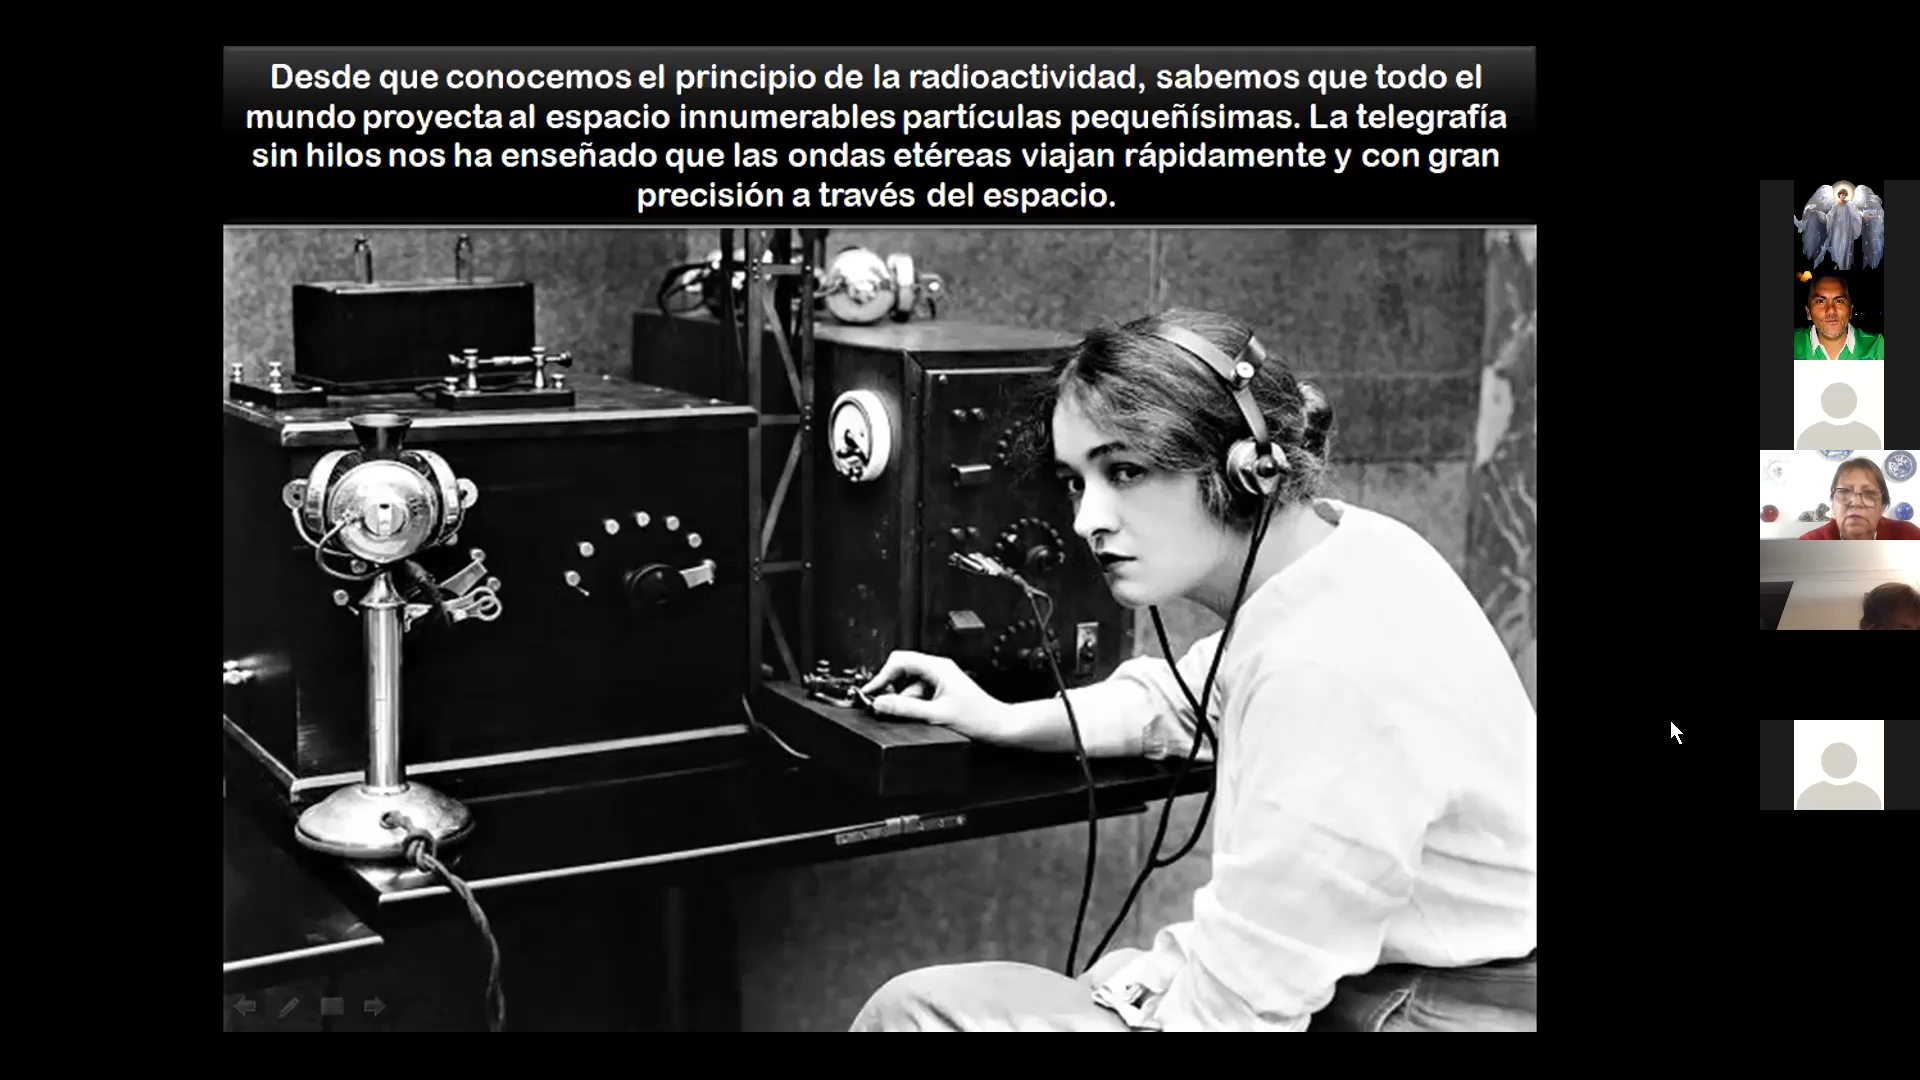 Desde que conocemos el principio de la radioactividad, sabemos que todo el
mundo proyecta al espacio innumerables partículas pequeñísimas. La telegrafía
sin hilos nos ha enseñado que las ondas etéreas viajan rápidamente y con gran
precisión a través del espacio.